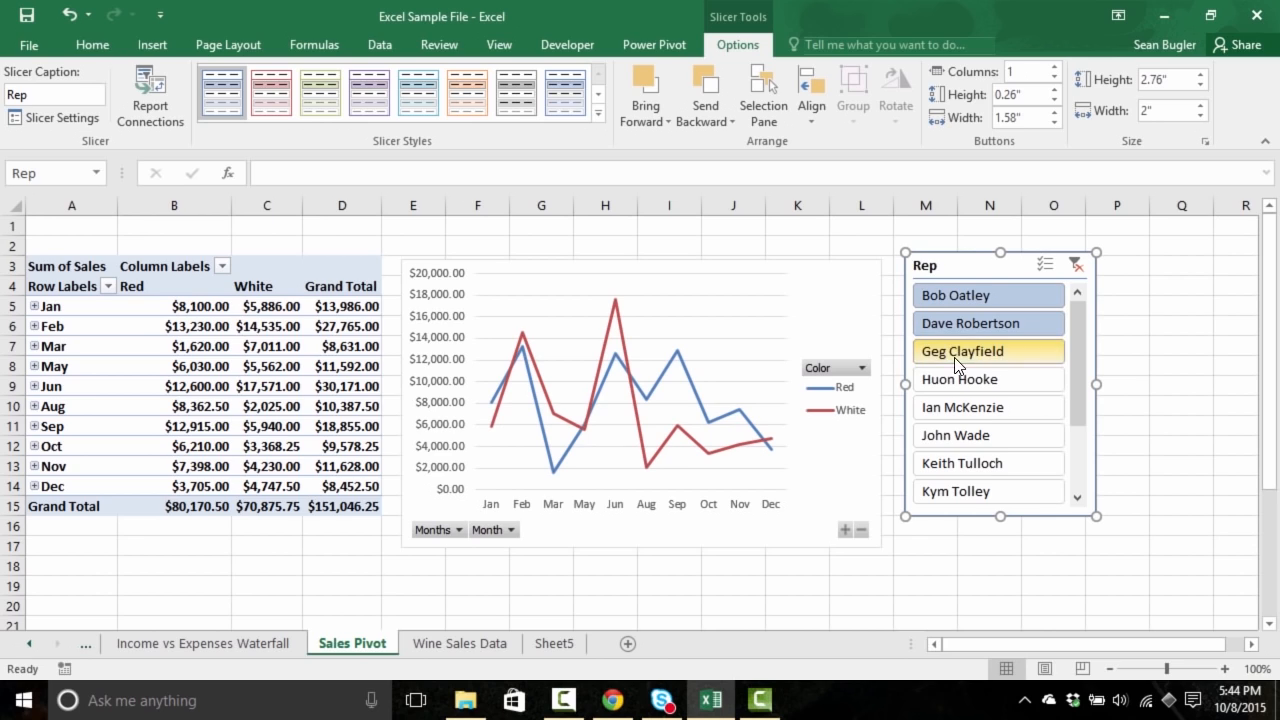 Excel Sample File - Excel
Slicer Tools
File Home Insert Page Layout Formulas Data Review View Developer Power Pivot Options Tell me what you want to do... Sean Bugler Share
Slicer Caption:
Rep
Slicer Settings
Report
Connections
Slicer
Slicer Styles
Bring
Forward
Send
Backward
Selection
Pane
Align
Group
Rotate
Arrange
Columns: 1
Height: 0.26"
Width: 1.58"
Buttons
Height: 2.76"
Width: 2"
Size
Rep fx
A B C D E F G H I J K L M N O P Q R
1
2
3 Sum of Sales Column Labels
4 Row Labels Red White Grand Total
5 Jan $8,100.00 $5,886.00 $13,986.00
6 Feb $13,230.00 $14,535.00 $27,765.00
7 Mar $1,620.00 $7,011.00 $8,631.00
8 May $6,030.00 $5,562.00 $11,592.00
9 Jun $12,600.00 $17,571.00 $30,171.00
10 Aug $8,362.50 $2,025.00 $10,387.50
11 Sep $12,915.00 $5,940.00 $18,855.00
12 Oct $6,210.00 $3,368.25 $9,578.25
13 Nov $7,398.00 $4,230.00 $11,628.00
14 Dec $3,705.00 $4,747.50 $8,452.50
15 Grand Total $80,170.50 $70,875.75 $151,046.25
16
17
18
19
20
21
$20,000.00
$18,000.00
$16,000.00
$14,000.00
$12,000.00
$10,000.00
$8,000.00
$6,000.00
$4,000.00
$2,000.00
$0.00
Jan Feb Mar May Jun Aug Sep Oct Nov Dec
Months Month
Color
Red
White
Rep
Bob Oatley
Dave Robertson
Geg Clayfield
Huon Hooke
Ian McKenzie
John Wade
Keith Tulloch
Kym Tolley
... Income vs Expenses Waterfall Sales Pivot Wine Sales Data Sheet5
Ready 100%
Ask me anything
5:44 PM
10/8/2015